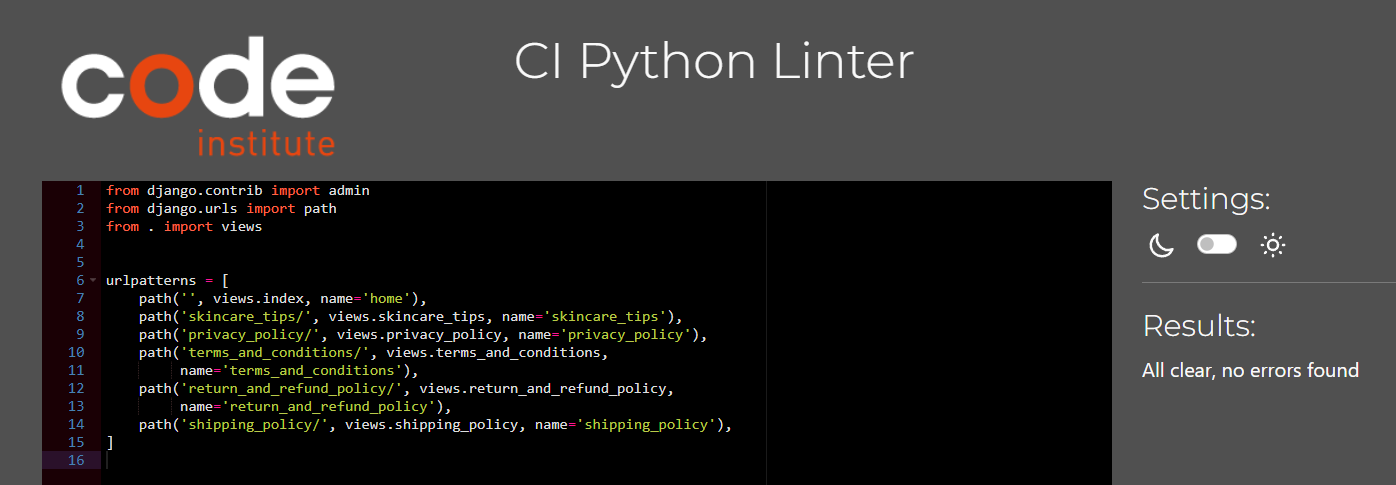 code
institute
CI Python Linter
1 from django.contrib import admin
2 from django.urls import path
3 from . import views
4
5
6 urlpatterns = [
7     path('', views.index, name='home'),
8     path('skincare_tips/', views.skincare_tips, name='skincare_tips'),
9     path('privacy_policy/', views.privacy_policy, name='privacy_policy'),
10     path('terms_and_conditions/', views.terms_and_conditions,
11          name='terms_and_conditions'),
12     path('return_and_refund_policy/', views.return_and_refund_policy,
13          name='return_and_refund_policy'),
14     path('shipping_policy/', views.shipping_policy, name='shipping_policy'),
15 ]
16
Settings:
Results:
All clear, no errors found